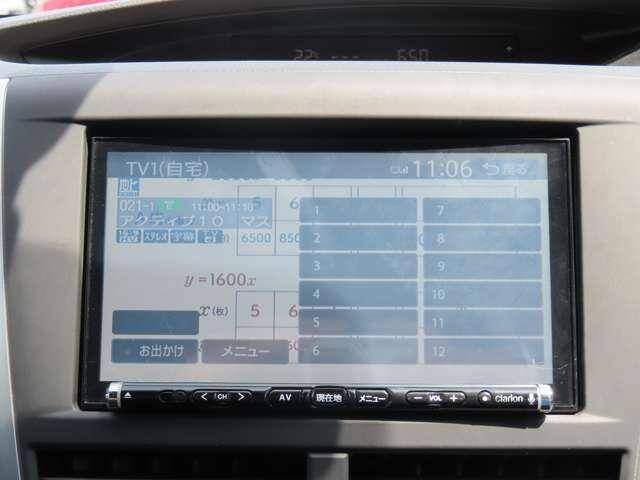 22℃ --- 650
TV1(自宅) 11:06 戻る
地上
021-1 11:00~11:10
アクティブ10 マス
ステレオ 字幕
6500 850
y=1600x
x(枚) 5 6
1 7
2 8
3 9
4 10
5 11
6 12
お出かけ メニュー
< CH > AV 現在地 メニュー - VOL + Clarion